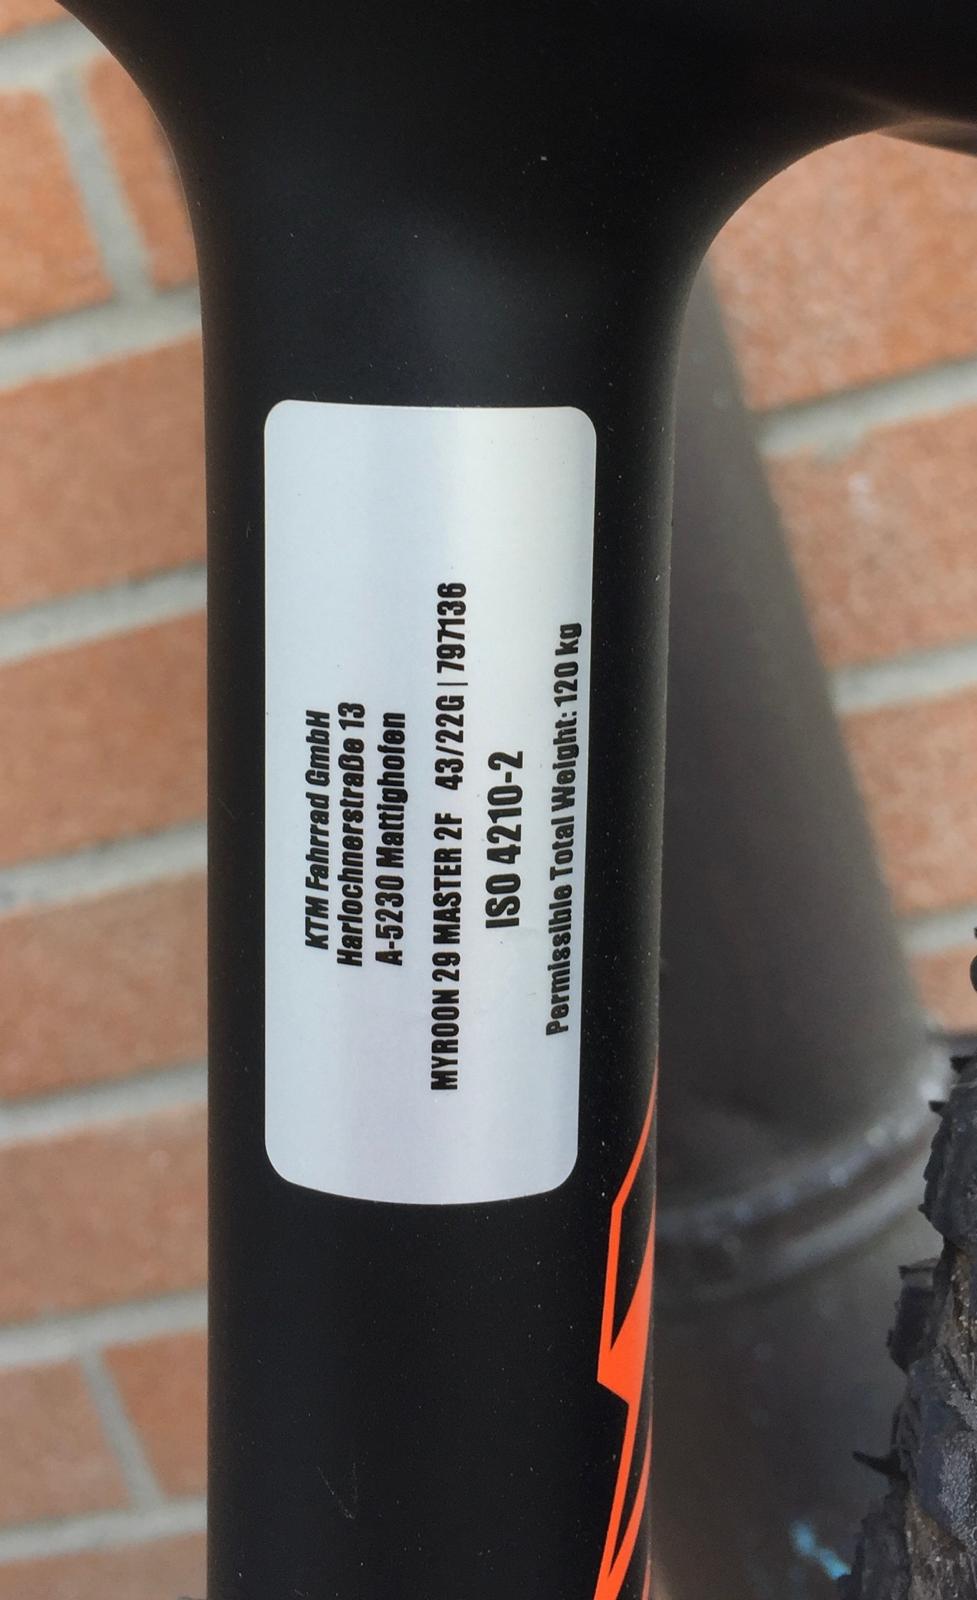 KTM Fahrrad GmbH
Harlochnerstraße 13
A-5230 Mattighofen
MYROON 29 MASTER 2F 43/22G | 797136
ISO 4210-2
Permissible Total Weight: 120 kg